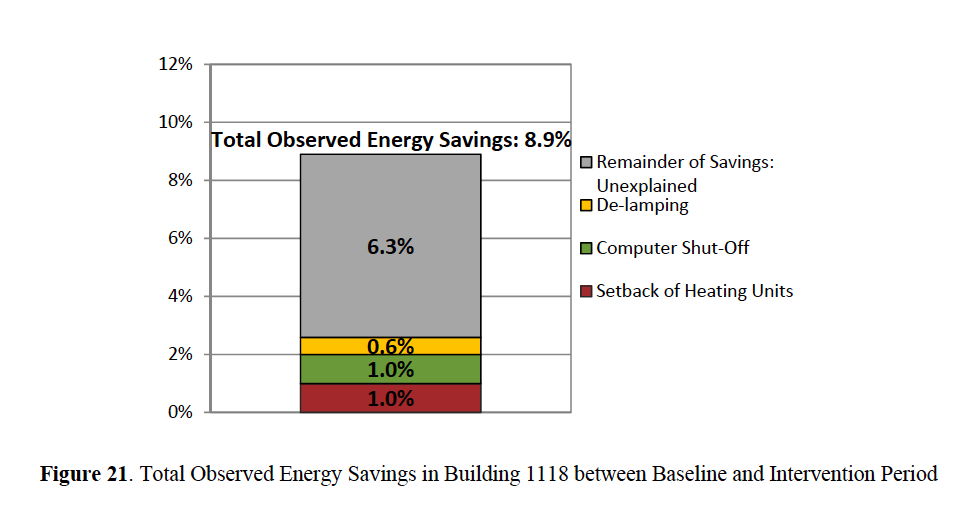 12%
10%
Total Observed Energy Savings: 8.9%
8%
6%
4%
2%
0%
6.3%
0.6%
1.0%
1.0%
Remainder of Savings:
Unexplained
De-lamping
Computer Shut-Off
Setback of Heating Units
Figure 21. Total Observed Energy Savings in Building 1118 between Baseline and Intervention Period